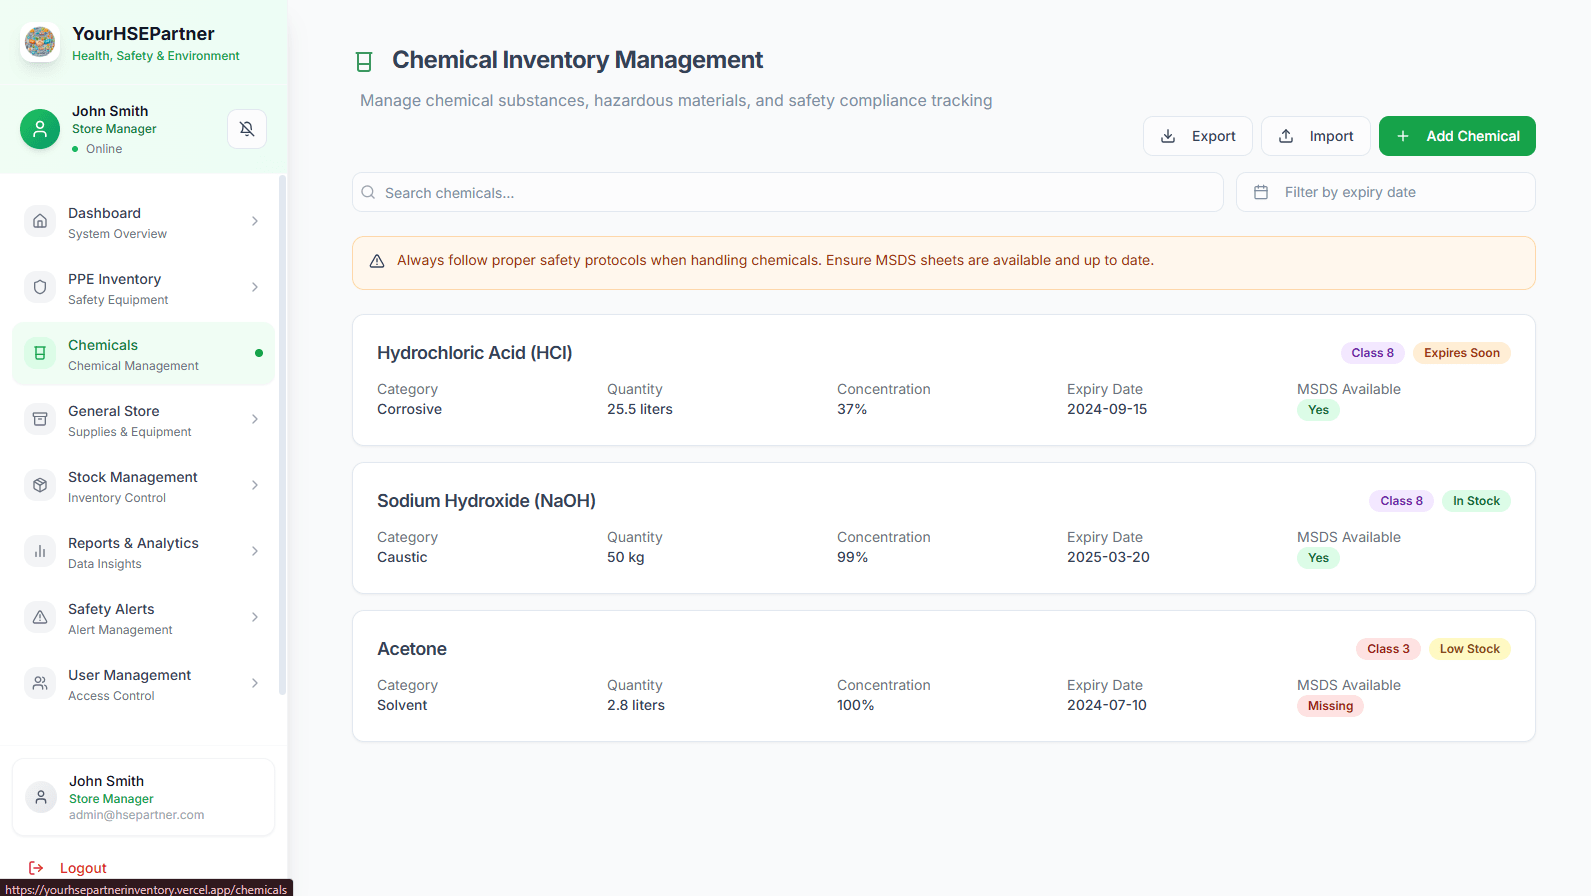 YourHSEPartner
Health, Safety & Environment
John Smith
Store Manager
Online
Dashboard
System Overview
PPE Inventory
Safety Equipment
Chemicals
Chemical Management
General Store
Supplies & Equipment
Stock Management
Inventory Control
Reports & Analytics
Data Insights
Safety Alerts
Alert Management
User Management
Access Control
John Smith
Store Manager
admin@hsepartner.com
Logout
https://yourhsepartnerinventory.vercel.app/chemicals
Chemical Inventory Management
Manage chemical substances, hazardous materials, and safety compliance tracking
Export Import Add Chemical
Search chemicals... Filter by expiry date
Always follow proper safety protocols when handling chemicals. Ensure MSDS sheets are available and up to date.
Hydrochloric Acid (HCl) Class 8 Expires Soon
Category Quantity Concentration Expiry Date MSDS Available
Corrosive 25.5 liters 37% 2024-09-15 Yes
Sodium Hydroxide (NaOH) Class 8 In Stock
Category Quantity Concentration Expiry Date MSDS Available
Caustic 50 kg 99% 2025-03-20 Yes
Acetone Class 3 Low Stock
Category Quantity Concentration Expiry Date MSDS Available
Solvent 2.8 liters 100% 2024-07-10 Missing